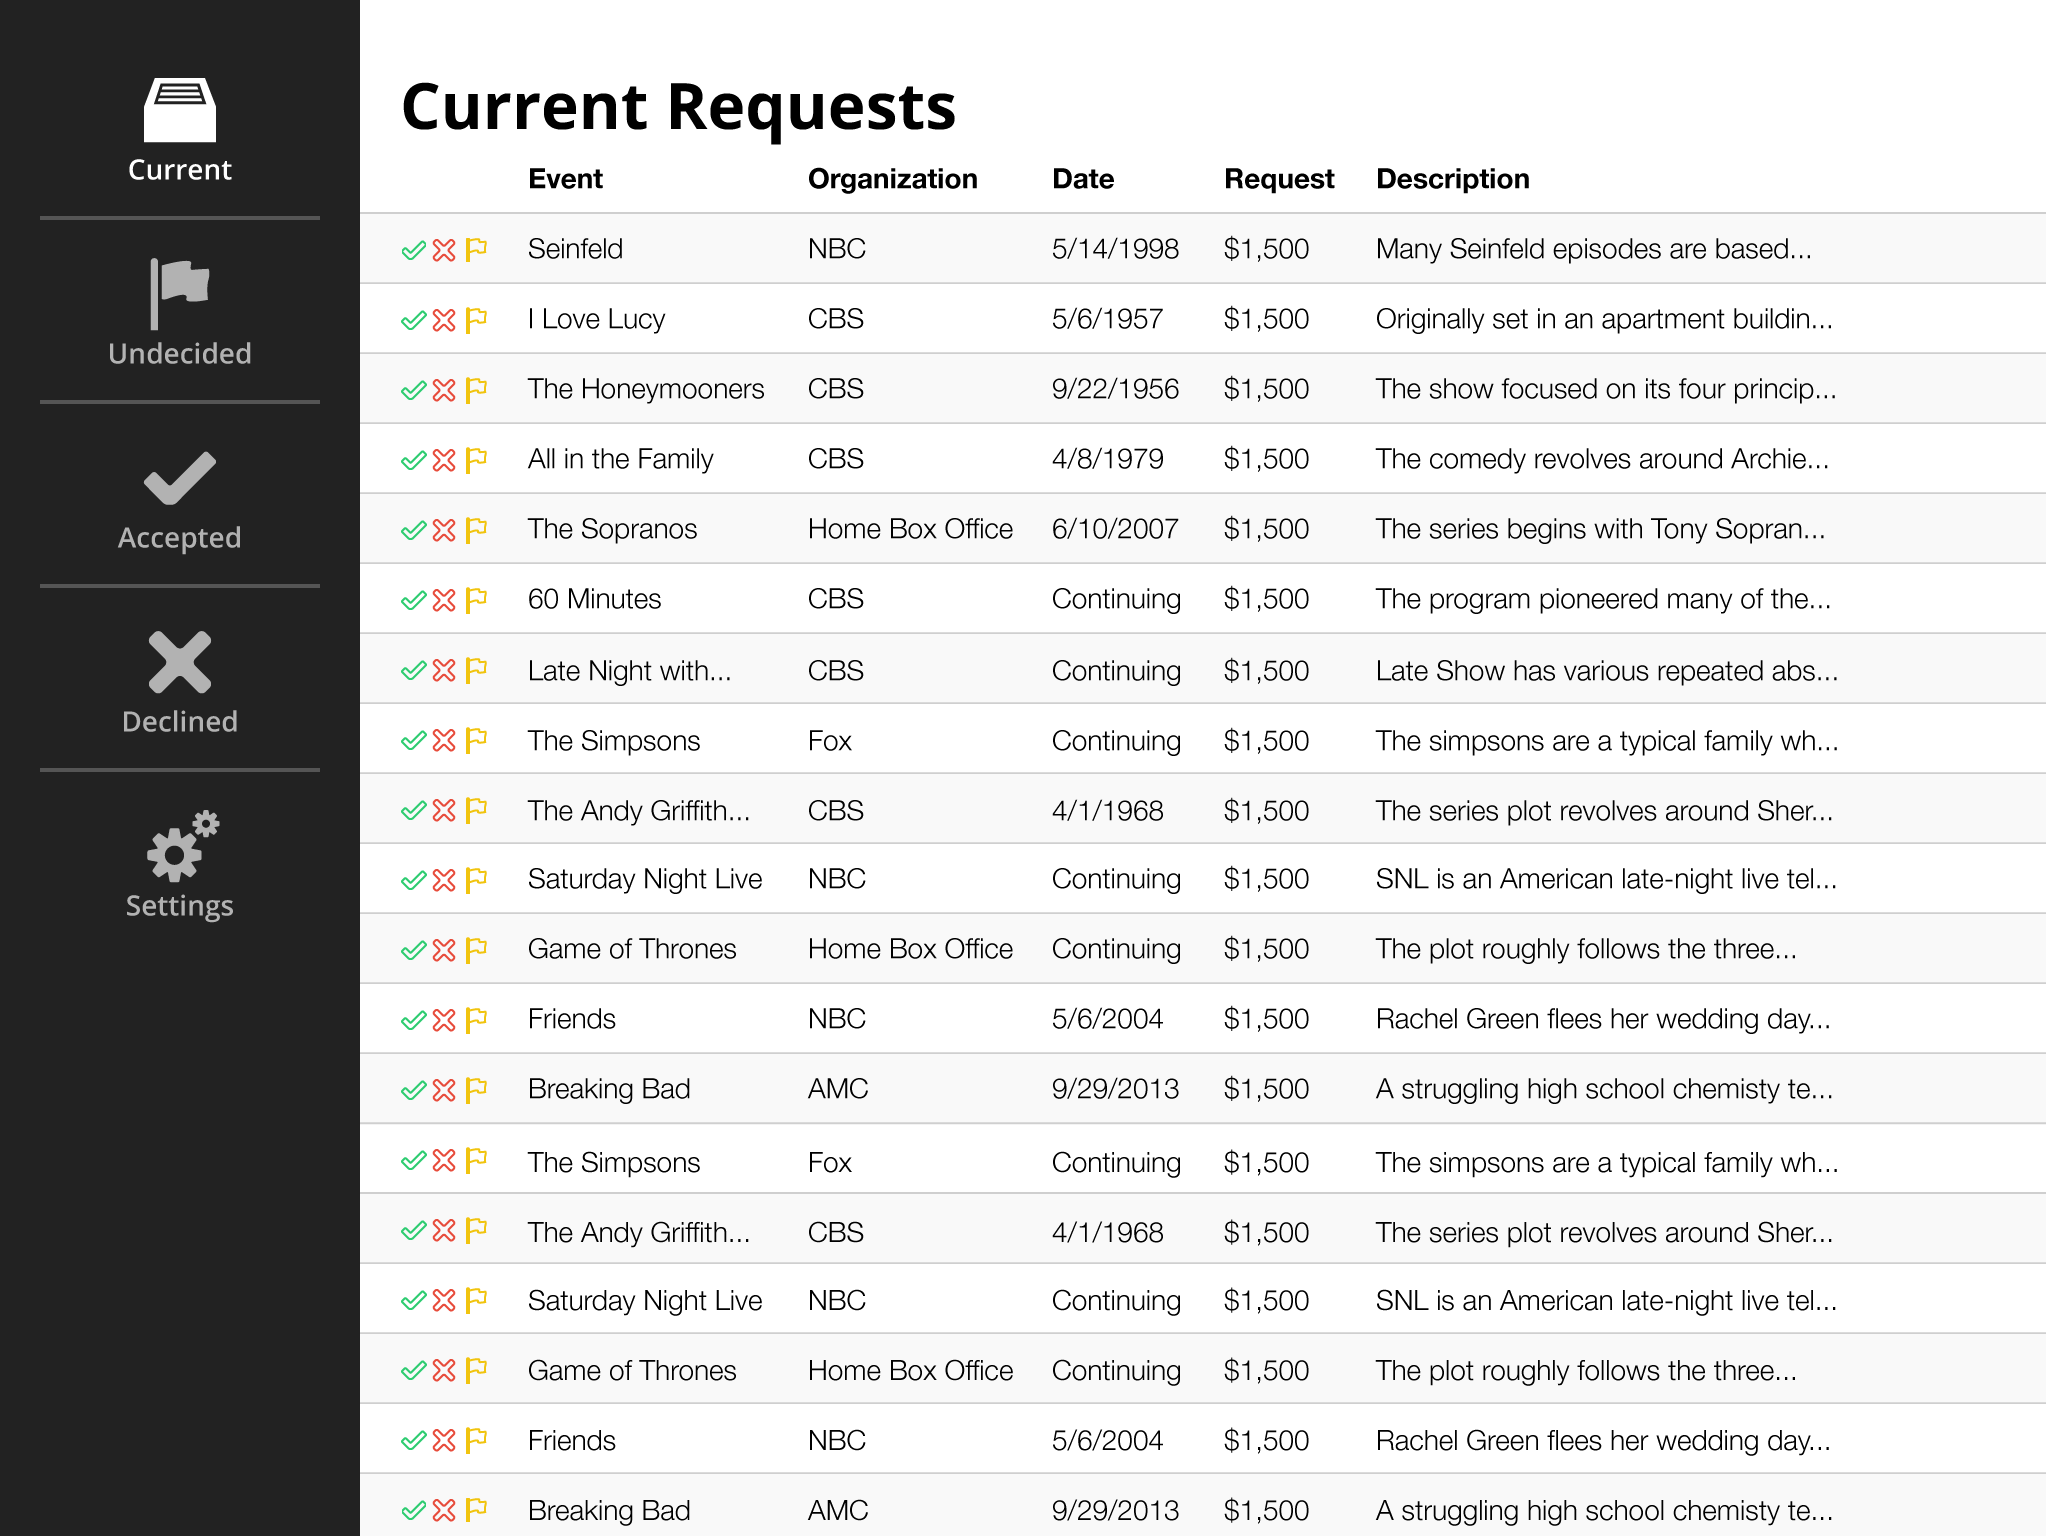 Current
Undecided
Accepted
Declined
Settings
Current Requests
Event Organization Date Request Description
Seinfeld NBC 5/14/1998 $1,500 Many Seinfeld episodes are based...
I Love Lucy CBS 5/6/1957 $1,500 Originally set in an apartment buildin...
The Honeymooners CBS 9/22/1956 $1,500 The show focused on its four princip...
All in the Family CBS 4/8/1979 $1,500 The comedy revolves around Archie...
The Sopranos Home Box Office 6/10/2007 $1,500 The series begins with Tony Sopran...
60 Minutes CBS Continuing $1,500 The program pioneered many of the...
Late Night with... CBS Continuing $1,500 Late Show has various repeated abs...
The Simpsons Fox Continuing $1,500 The simpsons are a typical family wh...
The Andy Griffith... CBS 4/1/1968 $1,500 The series plot revolves around Sher...
Saturday Night Live NBC Continuing $1,500 SNL is an American late-night live tel...
Game of Thrones Home Box Office Continuing $1,500 The plot roughly follows the three...
Friends NBC 5/6/2004 $1,500 Rachel Green flees her wedding day...
Breaking Bad AMC 9/29/2013 $1,500 A struggling high school chemisty te...
The Simpsons Fox Continuing $1,500 The simpsons are a typical family wh...
The Andy Griffith... CBS 4/1/1968 $1,500 The series plot revolves around Sher...
Saturday Night Live NBC Continuing $1,500 SNL is an American late-night live tel...
Game of Thrones Home Box Office Continuing $1,500 The plot roughly follows the three...
Friends NBC 5/6/2004 $1,500 Rachel Green flees her wedding day...
Breaking Bad AMC 9/29/2013 $1,500 A struggling high school chemisty te...